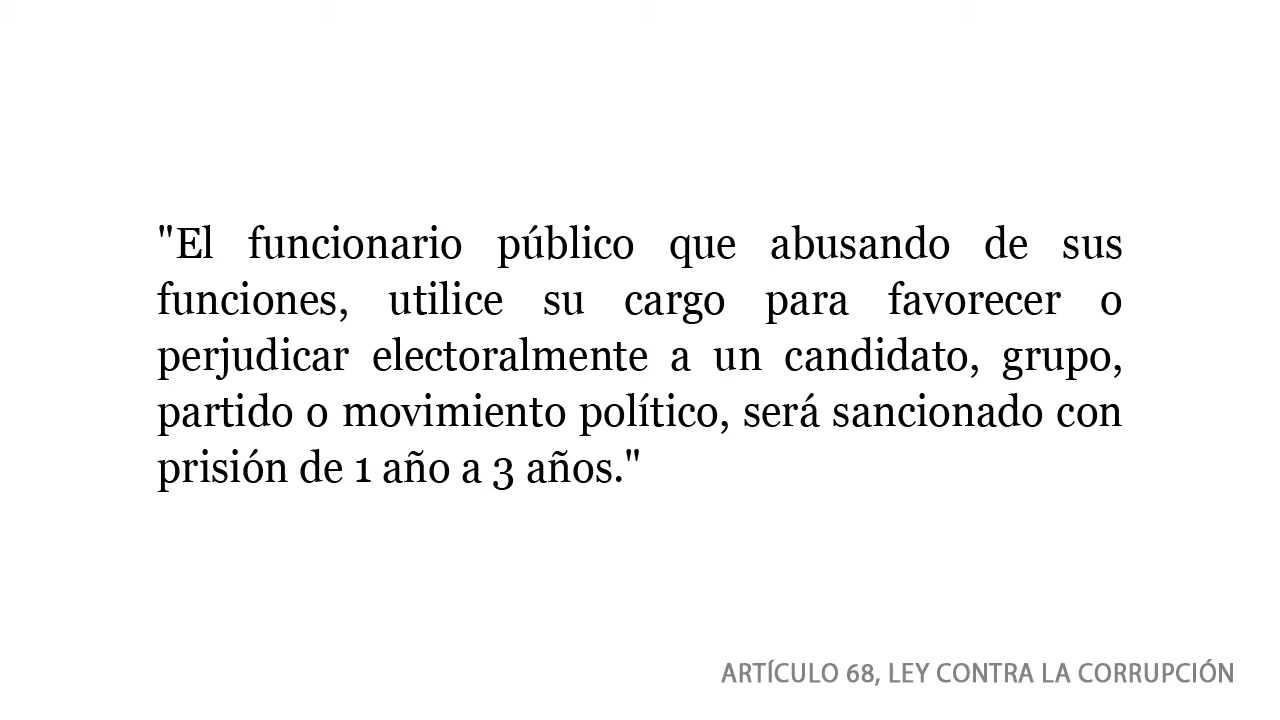 "El funcionario público que abusando de sus
funciones, utilice su cargo para favorecer o
perjudicar electoralmente a un candidato, grupo,
partido o movimiento político, será sancionado con
prisión de 1 año a 3 años."
ARTÍCULO 68, LEY CONTRA LA CORRUPCIÓN